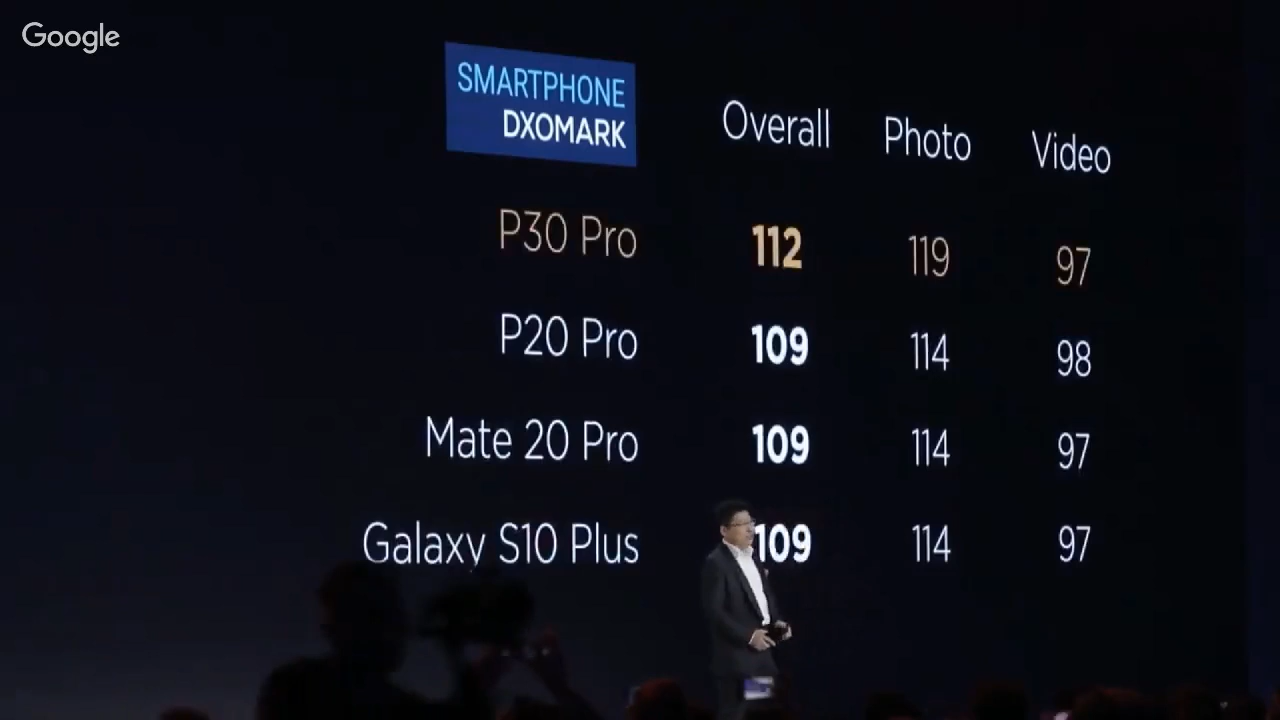 Google
SMARTPHONE
DXOMARK
Overall Photo Video
P30 Pro 112 119 97
P20 Pro 109 114 98
Mate 20 Pro 109 114 97
Galaxy S10 Plus 109 114 97